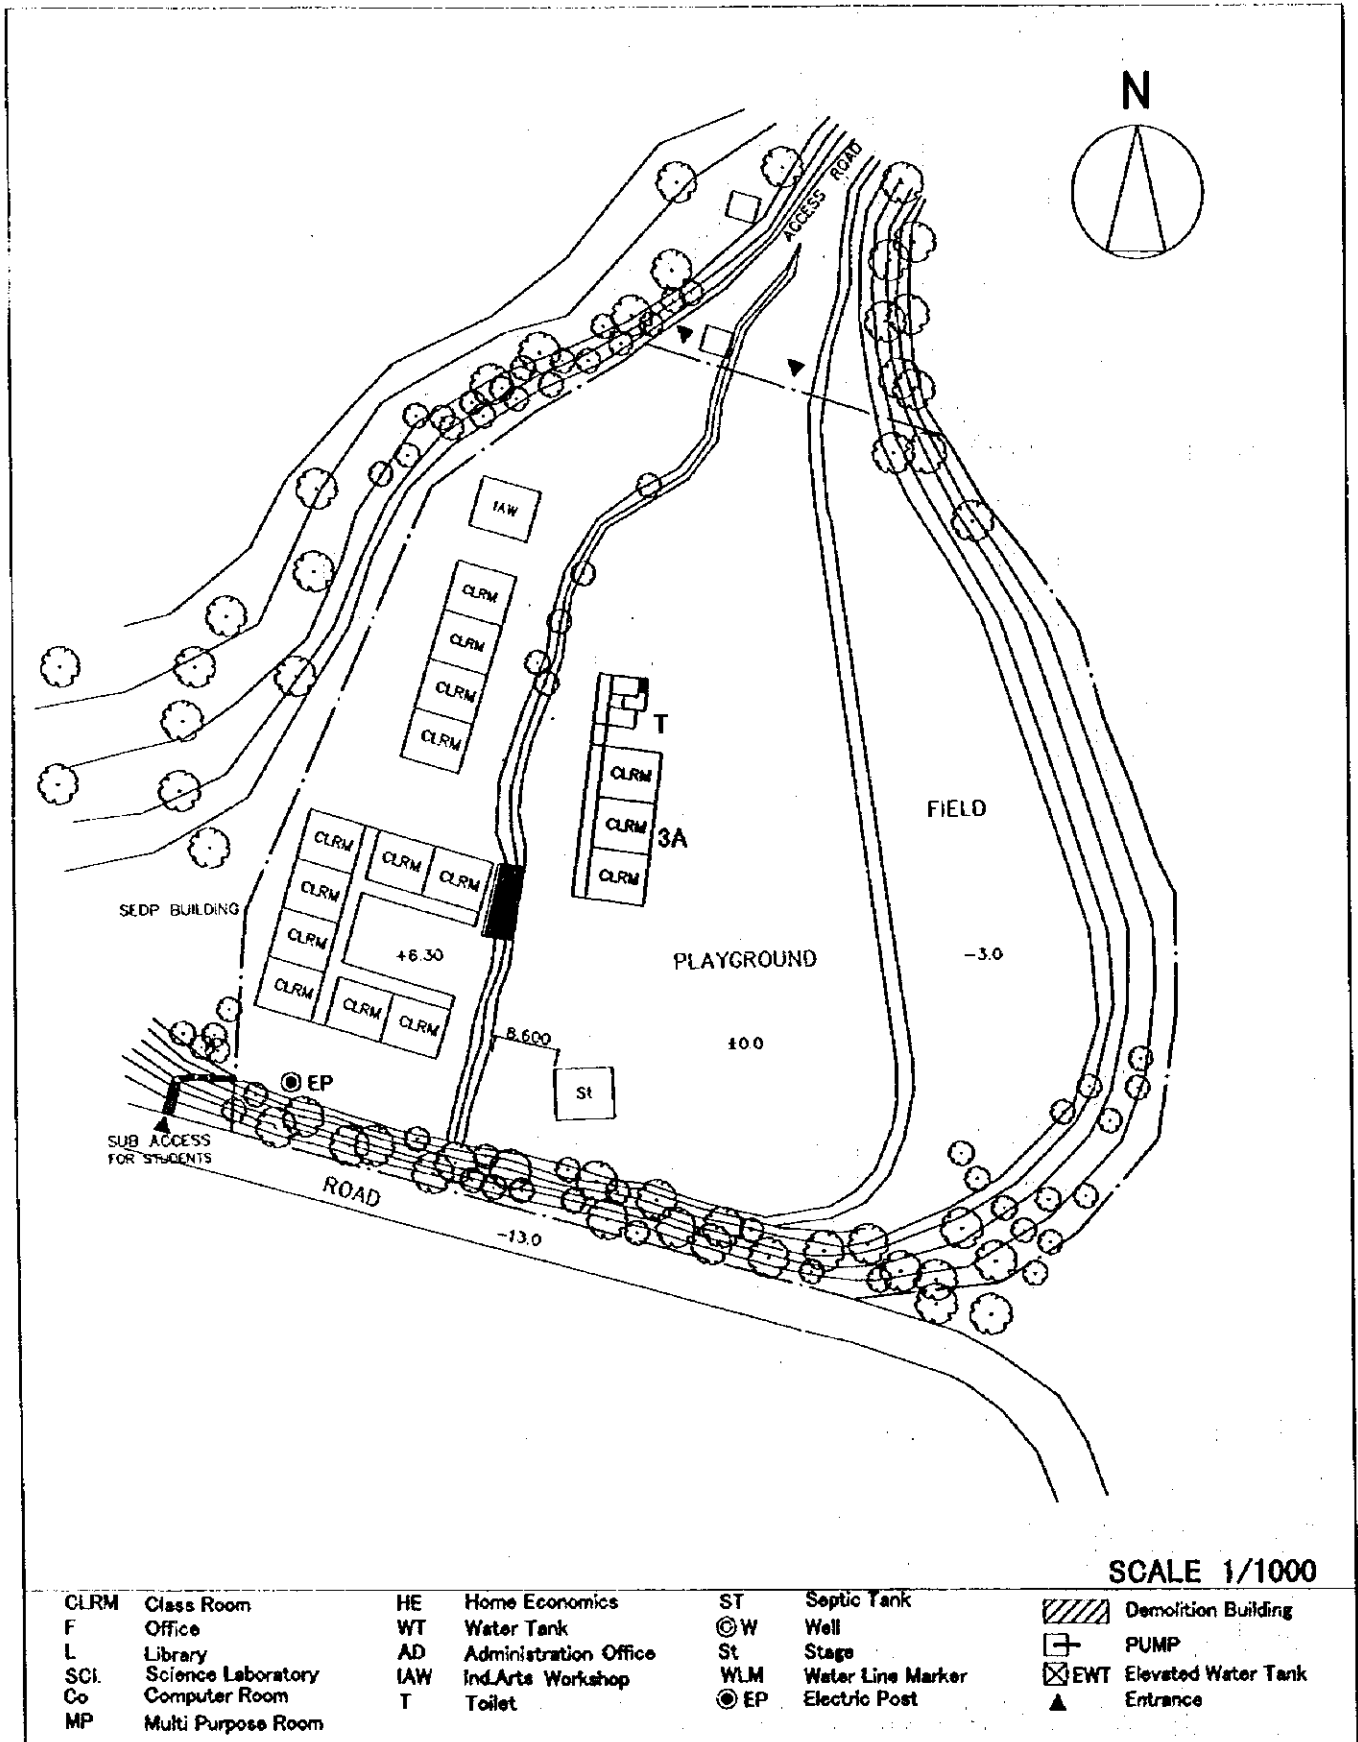 N
ACCESS ROAD
IAW
CLRM
CLRM
CLRM
CLRM
T
CLRM
CLRM
CLRM
3A
FIELD
CLRM
CLRM
CLRM
CLRM
CLRM
CLRM
SEDP BUILDING
+6.30
PLAYGROUND
-3.0
CLRM
CLRM
CLRM
8.600
±0.0
EP
St
SUB ACCESS
FOR STUDENTS
ROAD
-13.0
SCALE 1/1000
CLRM Class Room
F Office
L Library
SCI. Science Laboratory
Co Computer Room
MP Multi Purpose Room
HE Home Economics
WT Water Tank
AD Administration Office
IAW Ind.Arts Workshop
T Toilet
ST Septic Tank
W Well
St Stage
WLM Water Line Marker
EP Electric Post
Demolition Building
PUMP
EWT Elevated Water Tank
Entrance